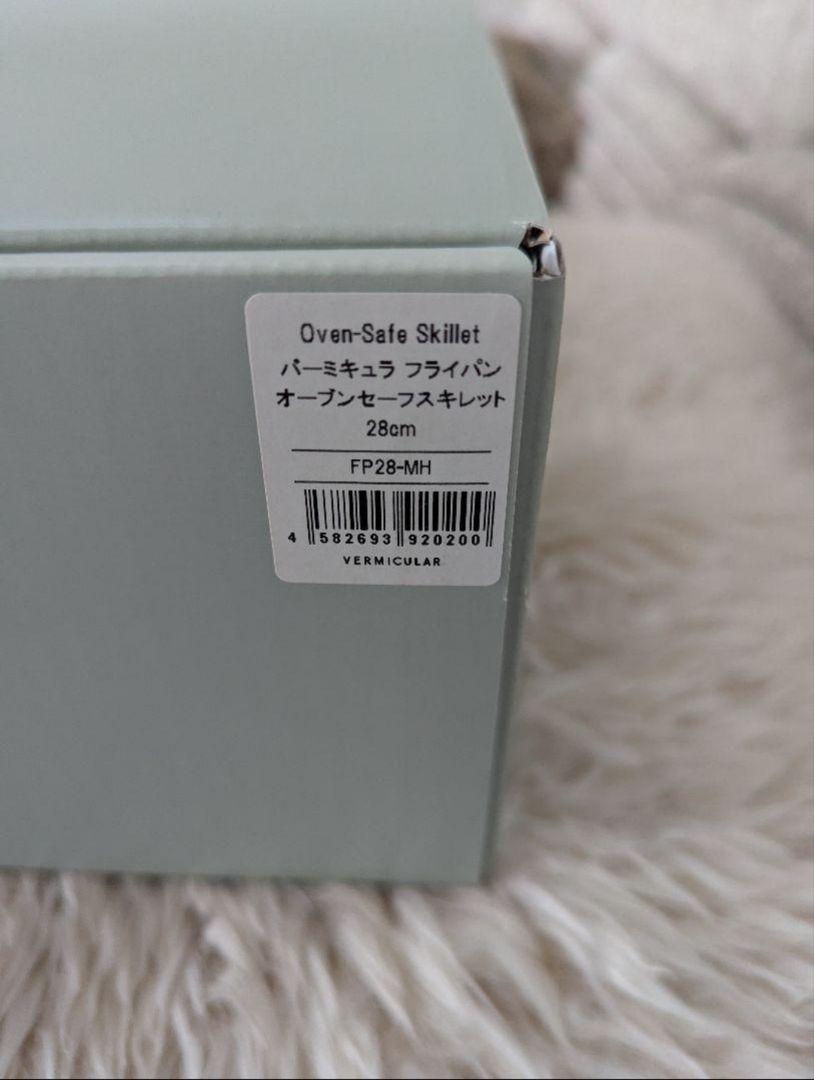 Oven-Safe Skillet
バーミキュラ フライパン
オーブンセーフスキレット
28cm
FP28-MH
4 582693 920200
VERMICULAR